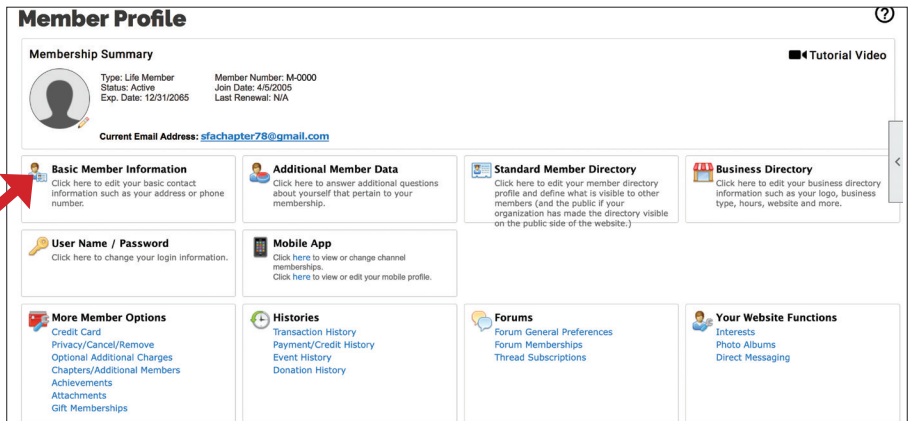 Member Profile
?
Membership Summary
Tutorial Video
Type: Life Member
Status: Active
Exp. Date: 12/31/2065
Member Number: M-0000
Join Date: 4/5/2005
Last Renewal: N/A
Current Email Address: sfachapter78@gmail.com
Basic Member Information
Click here to edit your basic contact
information such as your address or phone
number.
Additional Member Data
Click here to answer additional questions
about yourself that pertain to your
membership.
Standard Member Directory
Click here to edit your member directory
profile and define what is visible to other
members (and the public if your
organization has made the directory visible
on the public side of the website.)
Business Directory
Click here to edit your business directory
information such as your logo, business
type, hours, website and more.
User Name / Password
Click here to change your login information.
Mobile App
Click here to view or change channel
memberships.
Click here to view or edit your mobile profile.
More Member Options
Credit Card
Privacy/Cancel/Remove
Optional Additional Charges
Chapters/Additional Members
Achievements
Attachments
Gift Memberships
Histories
Transaction History
Payment/Credit History
Event History
Donation History
Forums
Forum General Preferences
Forum Memberships
Thread Subscriptions
Your Website Functions
Interests
Photo Albums
Direct Messaging